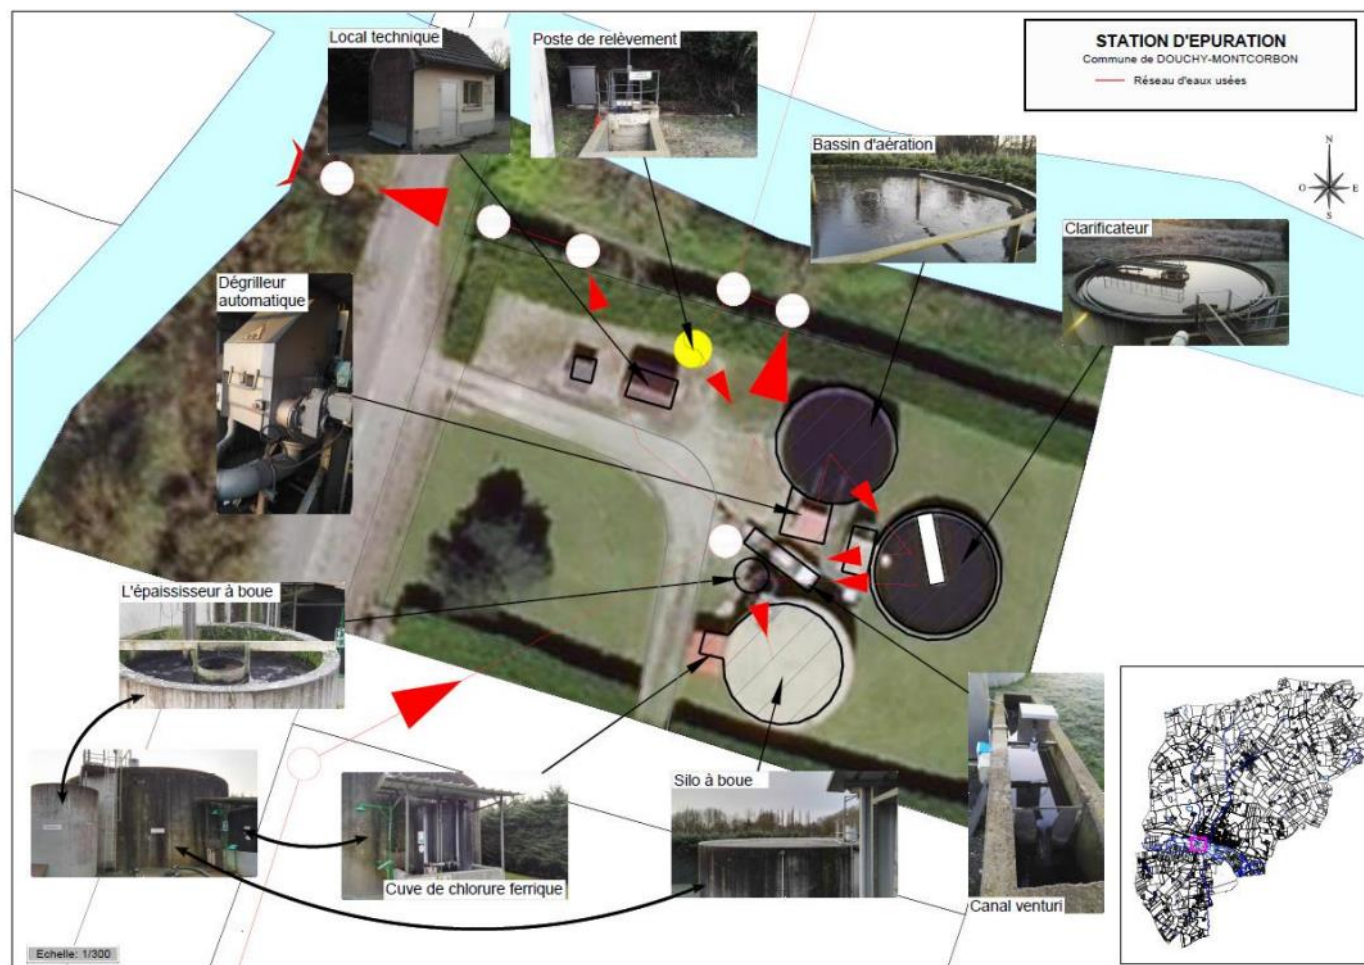 STATION D'EPURATION
Commune de DOUCHY-MONTCORBON
Réseau d'eaux usées
Local technique
Poste de relèvement
Bassin d'aération
Clarificateur
N
O
E
S
Dégrilleur
automatique
L'épaississeur à boue
Silo à boue
Cuve de chlorure ferrique
Canal venturi
Echelle: 1/300